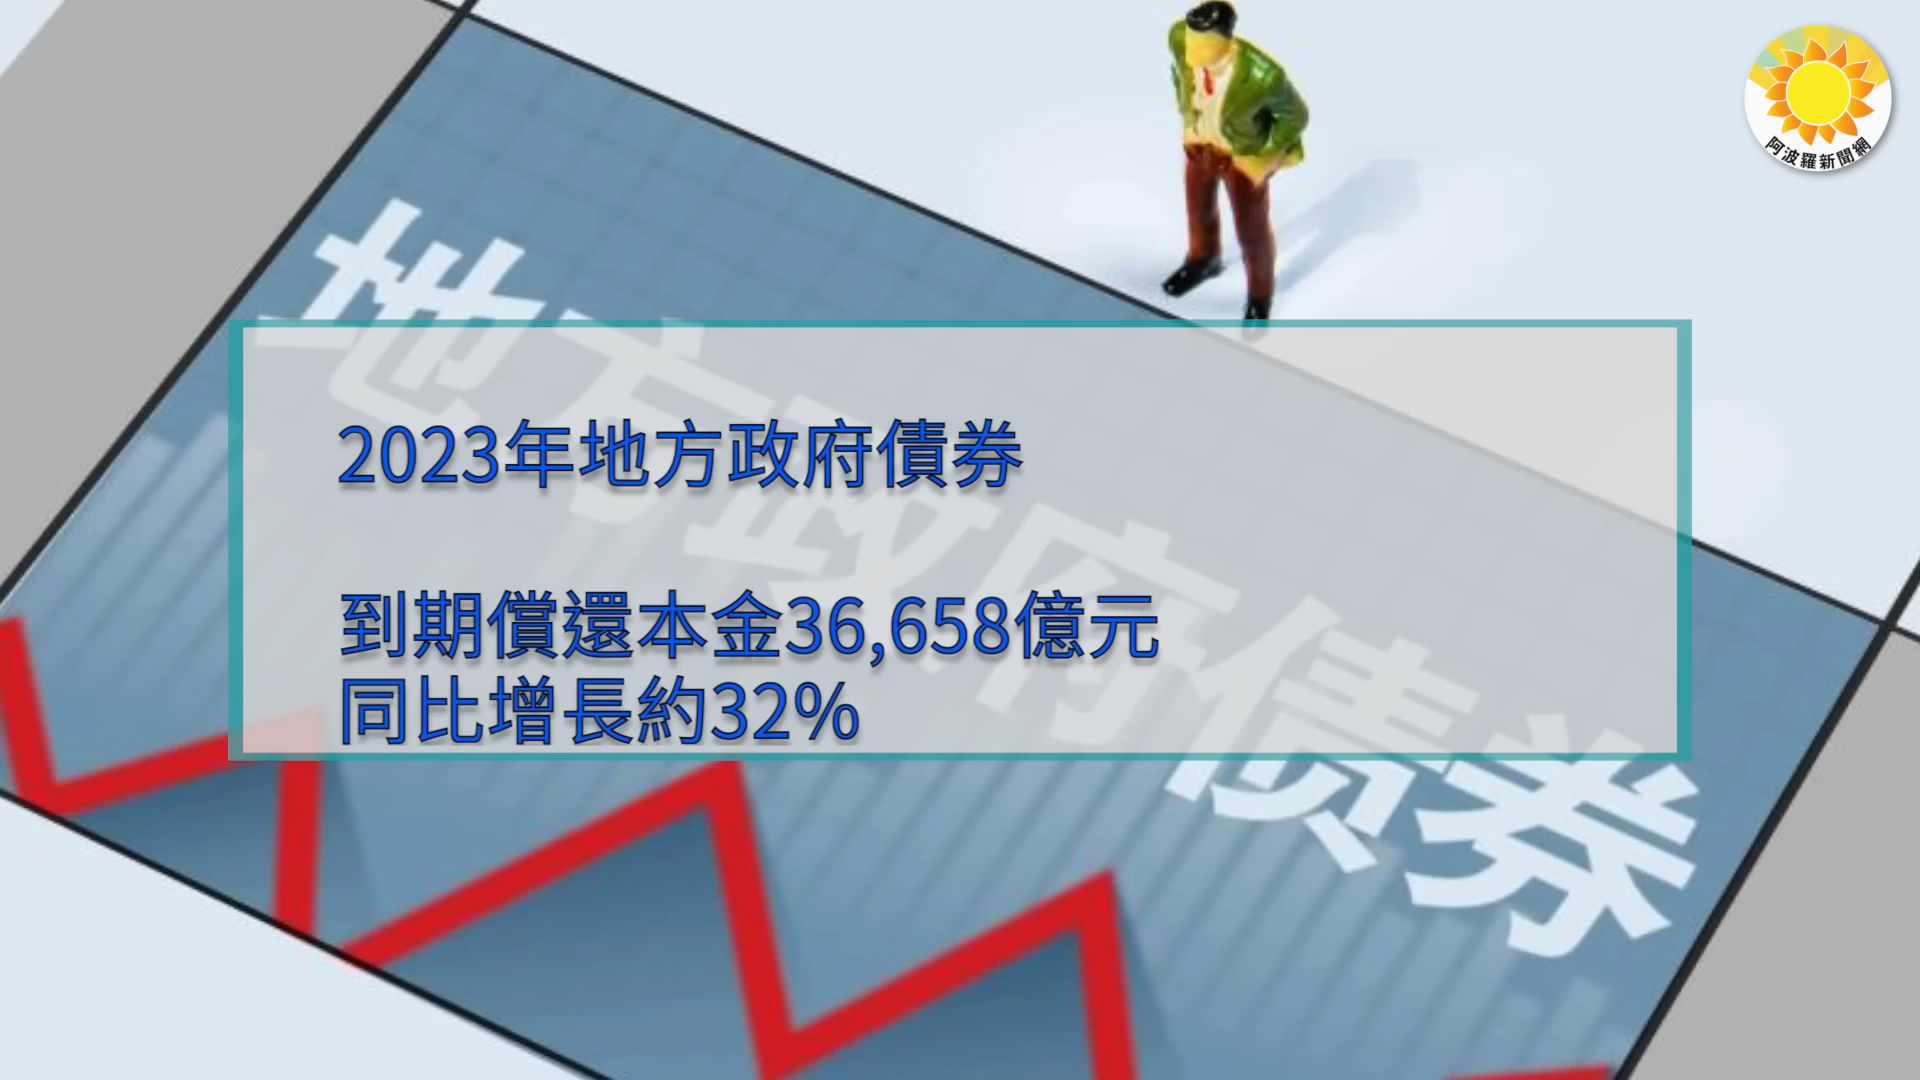 阿波羅新聞網
地方政府债券
2023年地方政府債券
到期償還本金36,658億元
同比增長約32%